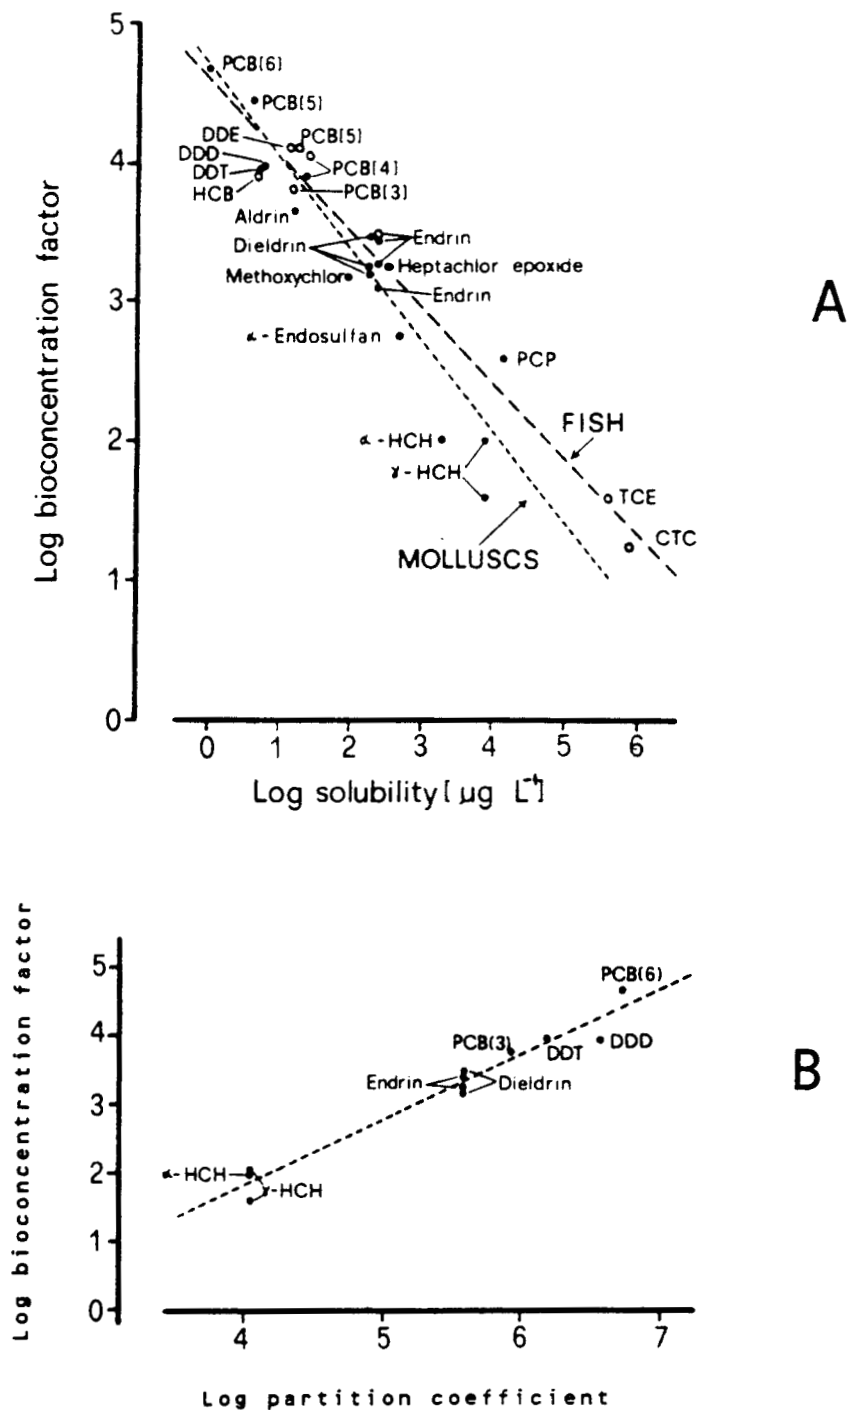 5
PCB(6)
PCB(5)
DDE
PCB(5)
DDD
4
PCB(4)
DDT
HCB
PCB(3)
Aldrin
Dieldrin
Endrin
Heptachlor epoxide
Methoxychlor
3
Endrin
α-Endosulfan
PCP
A
FISH
2
α-HCH
γ-HCH
TCE
CTC
MOLLUSCS
1
0
Log bioconcentration factor
0 1 2 3 4 5 6
Log solubility [µg L⁻¹]
5
PCB(6)
4
PCB(3)
DDT
DDD
B
Endrin
Dieldrin
3
2
α-HCH
γ-HCH
1
0
Log bioconcentration factor
4 5 6 7
Log partition coefficient